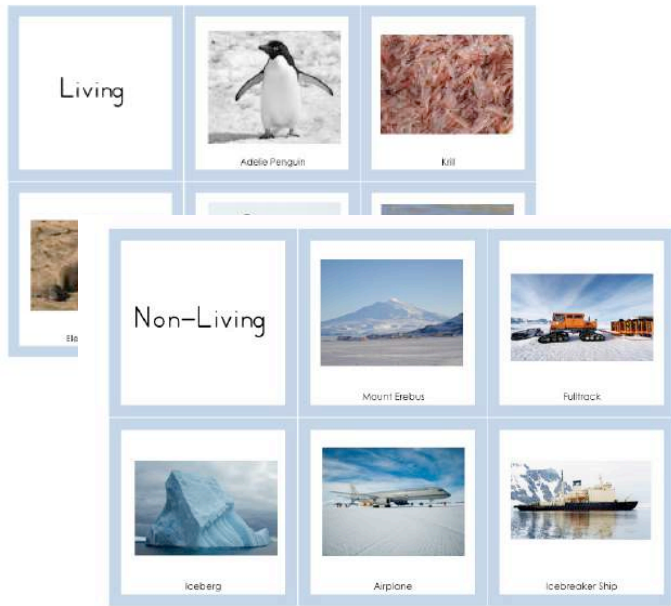 Living
Adelie Penguin
Krill
Non-Living
Mount Erebus
Fulltrack
Iceberg
Airplane
Icebreaker Ship